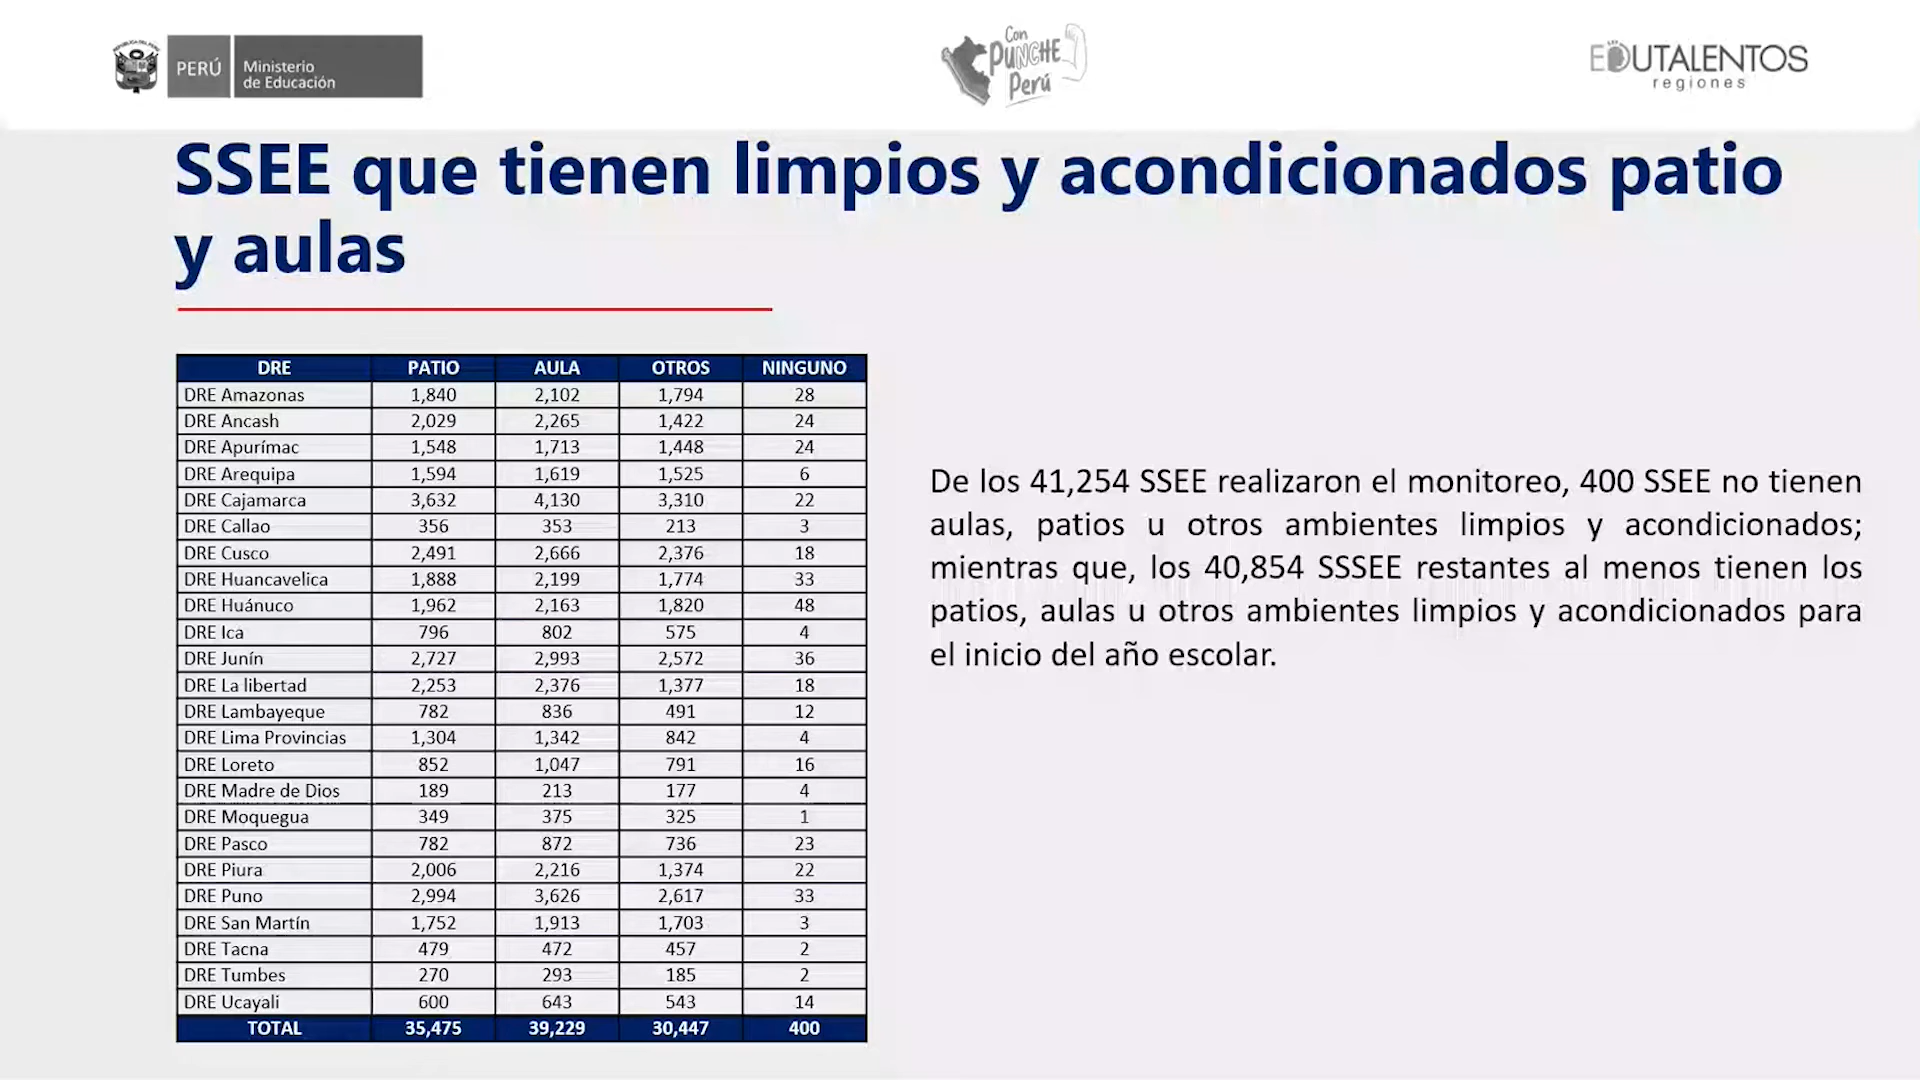 PERÚ
Ministerio
de Educación
Con
PUNCHE
Perú
EDUTALENTOS
regiones
SSEE que tienen limpios y acondicionados patio
y aulas
DRE PATIO AULA OTROS NINGUNO
DRE Amazonas 1,840 2,102 1,794 28
DRE Ancash 2,029 2,265 1,422 24
DRE Apurímac 1,548 1,713 1,448 24
DRE Arequipa 1,594 1,619 1,525 6
DRE Cajamarca 3,632 4,130 3,310 22
DRE Callao 356 353 213 3
DRE Cusco 2,491 2,666 2,376 18
DRE Huancavelica 1,888 2,199 1,774 33
DRE Huánuco 1,962 2,163 1,820 48
DRE Ica 796 802 575 4
DRE Junín 2,727 2,993 2,572 36
DRE La libertad 2,253 2,376 1,377 18
DRE Lambayeque 782 836 491 12
DRE Lima Provincias 1,304 1,342 842 4
DRE Loreto 852 1,047 791 16
DRE Madre de Dios 189 213 177 4
DRE Moquegua 349 375 325 1
DRE Pasco 782 872 736 23
DRE Piura 2,006 2,216 1,374 22
DRE Puno 2,994 3,626 2,617 33
DRE San Martín 1,752 1,913 1,703 3
DRE Tacna 479 472 457 2
DRE Tumbes 270 293 185 2
DRE Ucayali 600 643 543 14
TOTAL 35,475 39,229 30,447 400
De los 41,254 SSEE realizaron el monitoreo, 400 SSEE no tienen
aulas, patios u otros ambientes limpios y acondicionados;
mientras que, los 40,854 SSSEE restantes al menos tienen los
patios, aulas u otros ambientes limpios y acondicionados para
el inicio del año escolar.